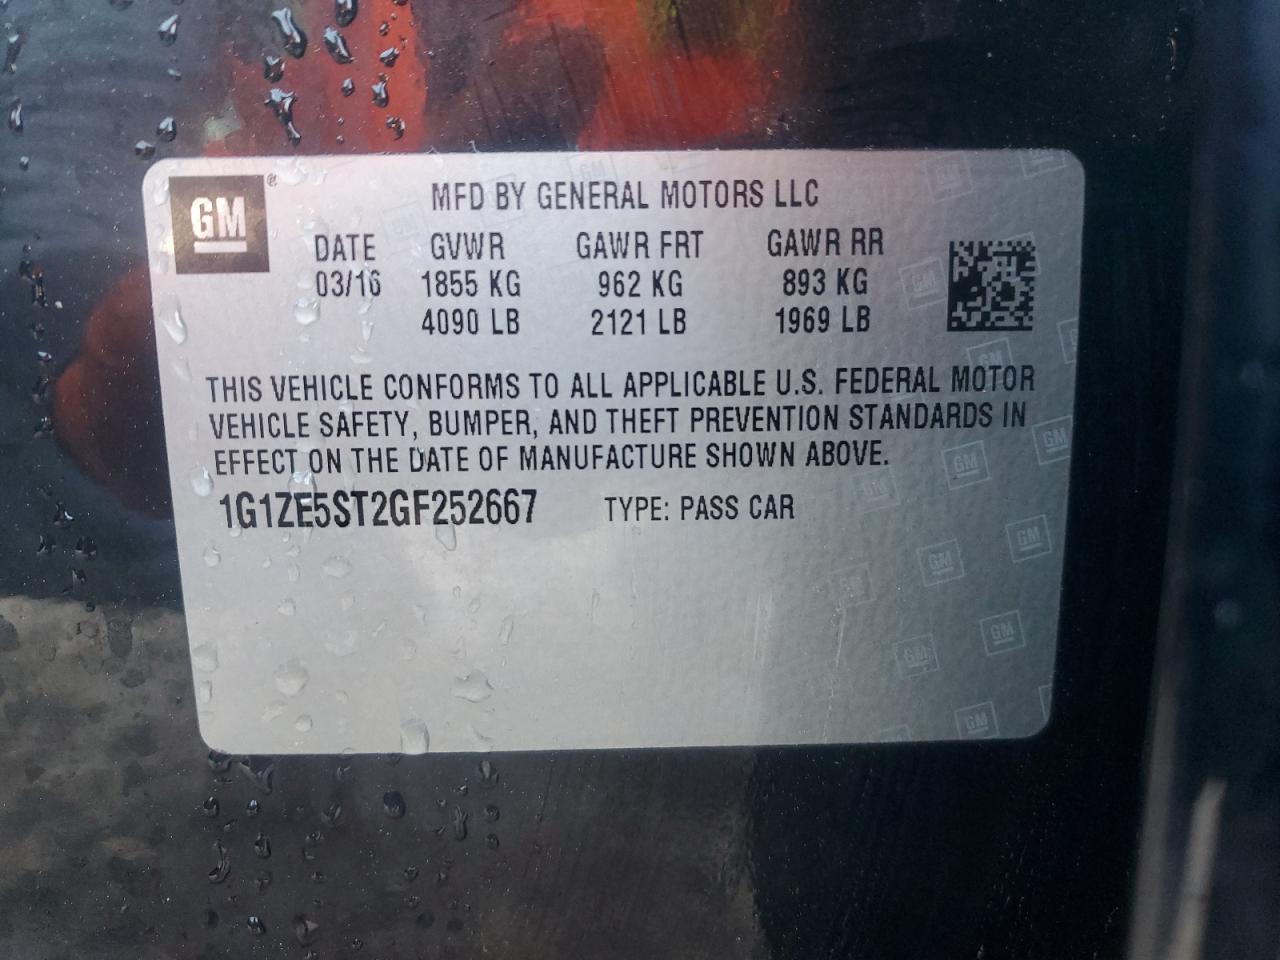 GM®
MFD BY GENERAL MOTORS LLC
DATE GVWR GAWR FRT GAWR RR
03/16 1855 KG 962 KG 893 KG
4090 LB 2121 LB 1969 LB
THIS VEHICLE CONFORMS TO ALL APPLICABLE U.S. FEDERAL MOTOR
VEHICLE SAFETY, BUMPER, AND THEFT PREVENTION STANDARDS IN
EFFECT ON THE DATE OF MANUFACTURE SHOWN ABOVE.
1G1ZE5ST2GF252667 TYPE: PASS CAR